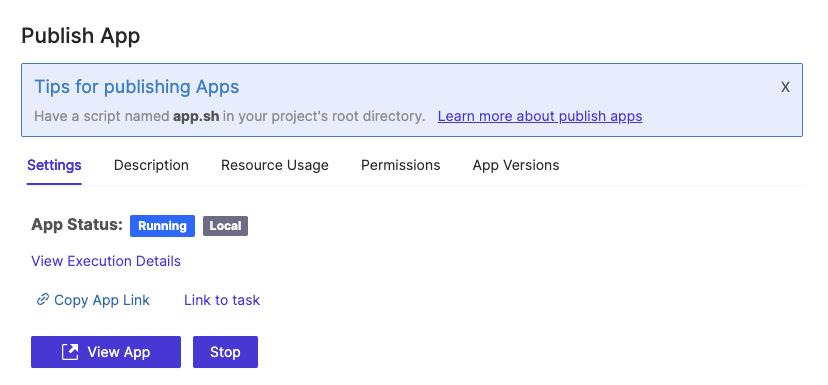 Publish App
Tips for publishing Apps
X
Have a script named app.sh in your project's root directory. Learn more about publish apps
Settings Description Resource Usage Permissions App Versions
App Status: Running Local
View Execution Details
Copy App Link Link to task
View App Stop